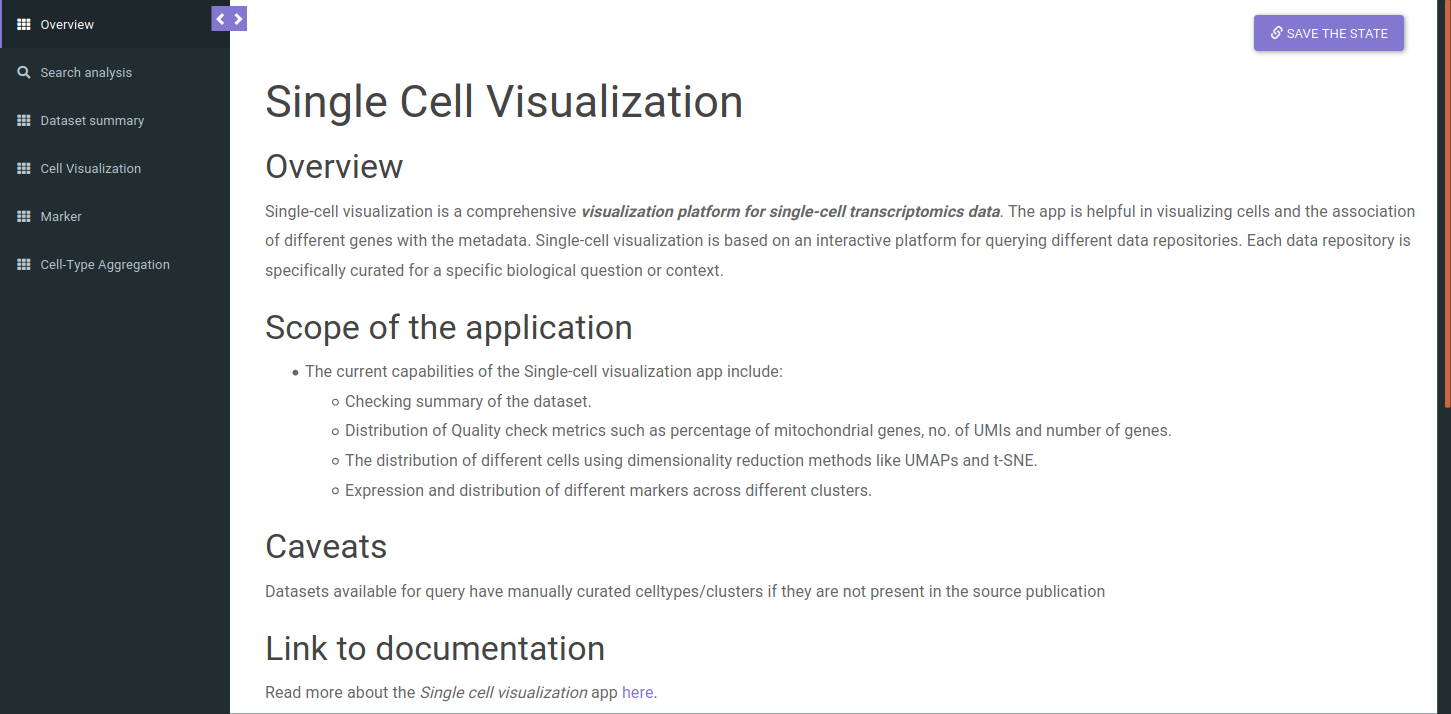 Overview
Search analysis
Dataset summary
Cell Visualization
Marker
Cell-Type Aggregation
SAVE THE STATE
Single Cell Visualization
Overview
Single-cell visualization is a comprehensive visualization platform for single-cell transcriptomics data. The app is helpful in visualizing cells and the association
of different genes with the metadata. Single-cell visualization is based on an interactive platform for querying different data repositories. Each data repository is
specifically curated for a specific biological question or context.
Scope of the application
• The current capabilities of the Single-cell visualization app include:
○ Checking summary of the dataset.
○ Distribution of Quality check metrics such as percentage of mitochondrial genes, no. of UMIs and number of genes.
○ The distribution of different cells using dimensionality reduction methods like UMAPs and t-SNE.
○ Expression and distribution of different markers across different clusters.
Caveats
Datasets available for query have manually curated celltypes/clusters if they are not present in the source publication
Link to documentation
Read more about the Single cell visualization app here.